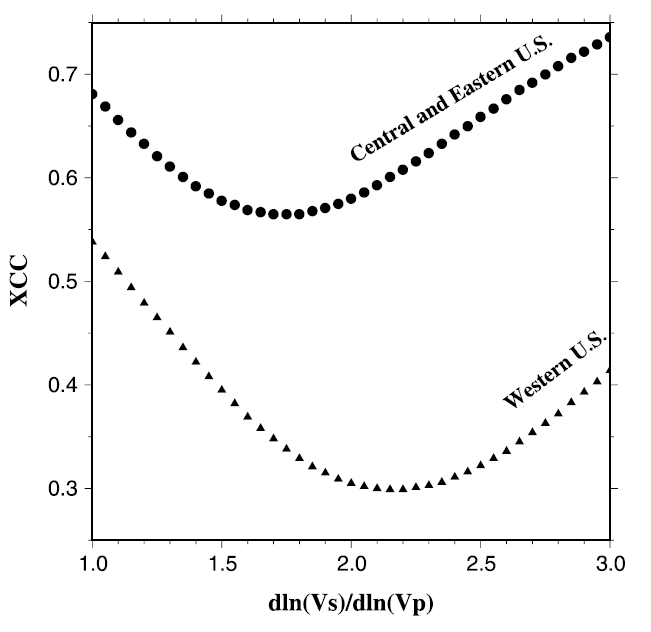 0.7
0.6
0.5
0.4
0.3
XCC
Central and Eastern U.S.
Western U.S.
1.0 1.5 2.0 2.5 3.0
dln(Vs)/dln(Vp)